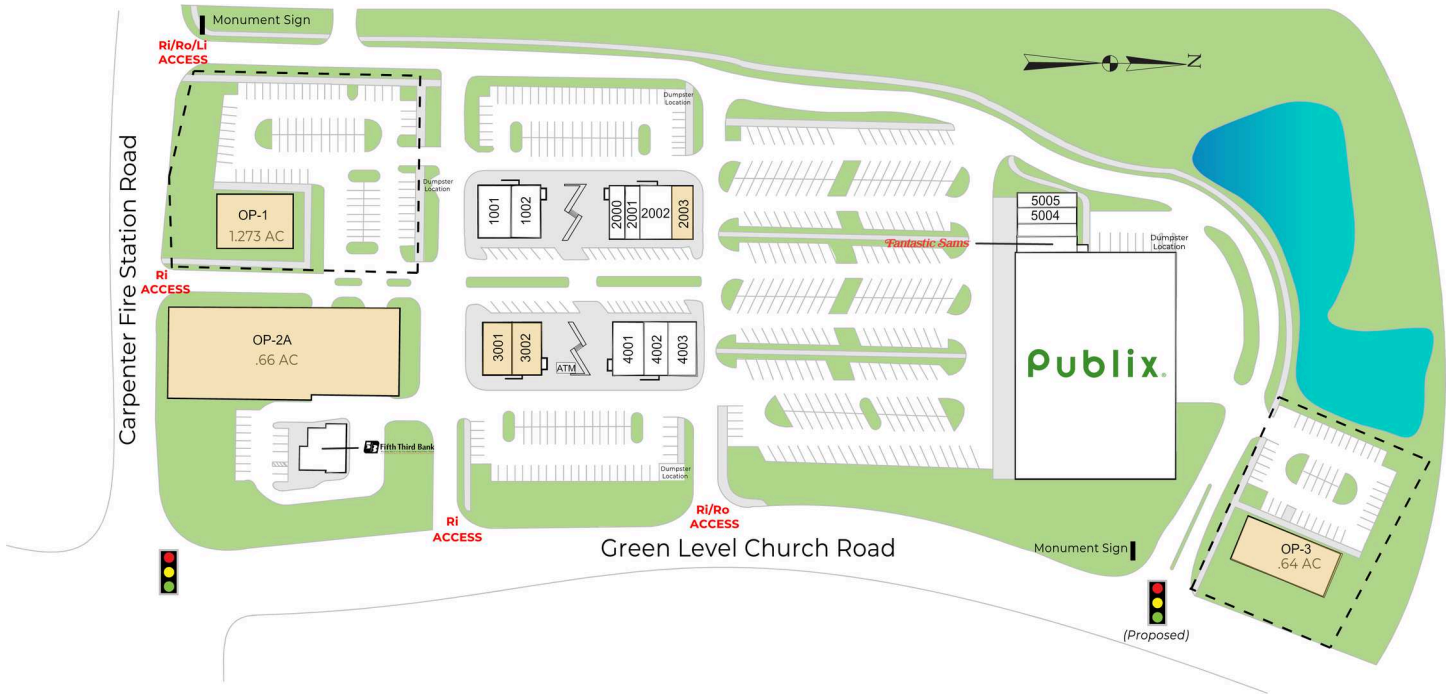 Monument Sign
Ri/Ro/Li
ACCESS
N
Dumpster
Location
Dumpster
Location
Carpenter Fire Station Road
OP-1
1.273 AC
1001
1002
2000
2001
2002
2003
5005
5004
Fantastic Sams
Dumpster
Location
Ri
ACCESS
OP-2A
.66 AC
3001
3002
ATM
4001
4002
4003
Publix.
Fifth Third Bank
Dumpster
Location
Ri
ACCESS
Ri/Ro
ACCESS
Green Level Church Road
Monument Sign
OP-3
.64 AC
(Proposed)